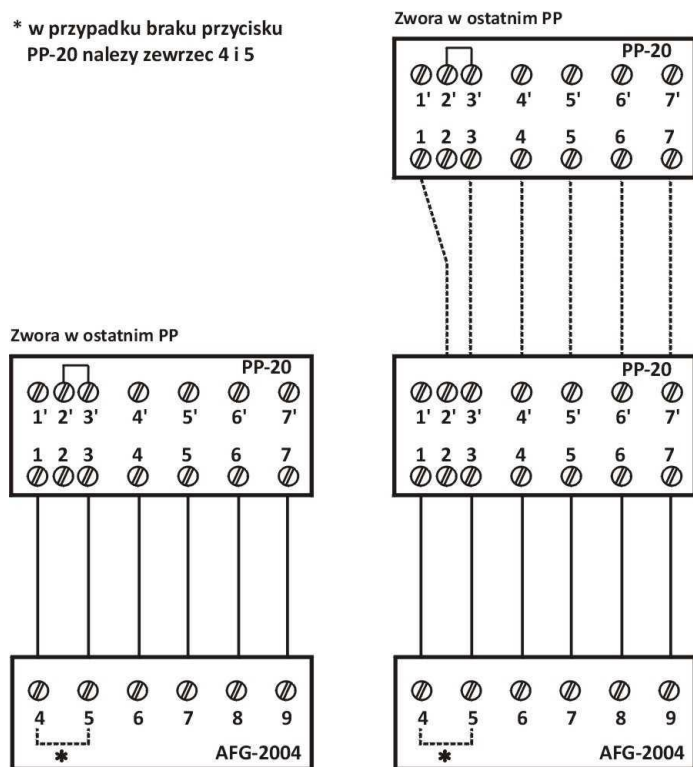 * w przypadku braku przycisku
PP-20 nalezy zewrzec 4 i 5
Zwora w ostatnim PP
PP-20
1' 2' 3' 4' 5' 6' 7'
1 2 3 4 5 6 7
Zwora w ostatnim PP
PP-20
1' 2' 3' 4' 5' 6' 7'
1 2 3 4 5 6 7
4 5 6 7 8 9
* AFG-2004
PP-20
1' 2' 3' 4' 5' 6' 7'
1 2 3 4 5 6 7
4 5 6 7 8 9
* AFG-2004